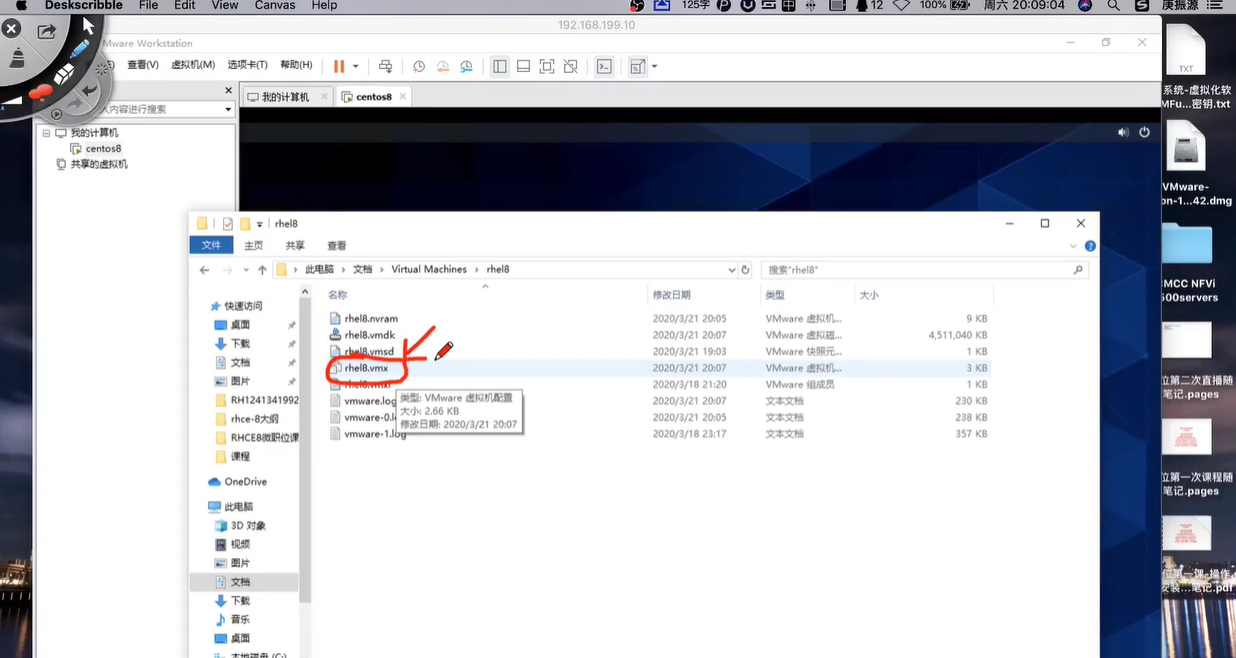 Deskscribble File Edit View Canvas Help 125字 12 100% 周六 20:09:04 庚振源
192.168.199.10
Mware Workstation
查看(V) 虚拟机(M) 选项卡(T) 帮助(H)
我的计算机 centos8
入内容进行搜索
我的计算机
centos8
共享的虚拟机
rhel8
文件 主页 共享 查看
此电脑 文档 Virtual Machines rhel8 搜索"rhel8"
名称 修改日期 类型 大小
rhel8.nvram 2020/3/21 20:05 VMware 虚拟机... 9 KB
rhel8.vmdk 2020/3/21 20:07 VMware 虚拟磁... 4,511,040 KB
rhel8.vmsd 2020/3/21 19:03 VMware 快照元... 1 KB
rhel8.vmx 2020/3/21 20:07 VMware 虚拟机... 3 KB
rhel8.vmxf 2020/3/18 21:20 VMware 组成员 1 KB
vmware.log 2020/3/21 20:07 文本文档 230 KB
vmware-0.lo 2020/3/21 20:05 文本文档 238 KB
vmware-1.log 2020/3/18 23:17 文本文档 357 KB
类型: VMware 虚拟机配置
大小: 2.66 KB
修改日期: 2020/3/21 20:07
快速访问
桌面
下载
文档
图片
RH1241341992
rhce-8大纲
RHCE8微职位课
课程
OneDrive
此电脑
3D 对象
视频
图片
文档
下载
音乐
桌面
本地磁盘 (C:)
TXT
系统-虚拟化软
MFu...密钥.txt
VMware-
on-1...42.dmg
CMCC NFVi
600servers
位第二次直播随
笔记.pages
位第一次课程随
笔记.pages
位第一课-操作
安装...笔记.pdf